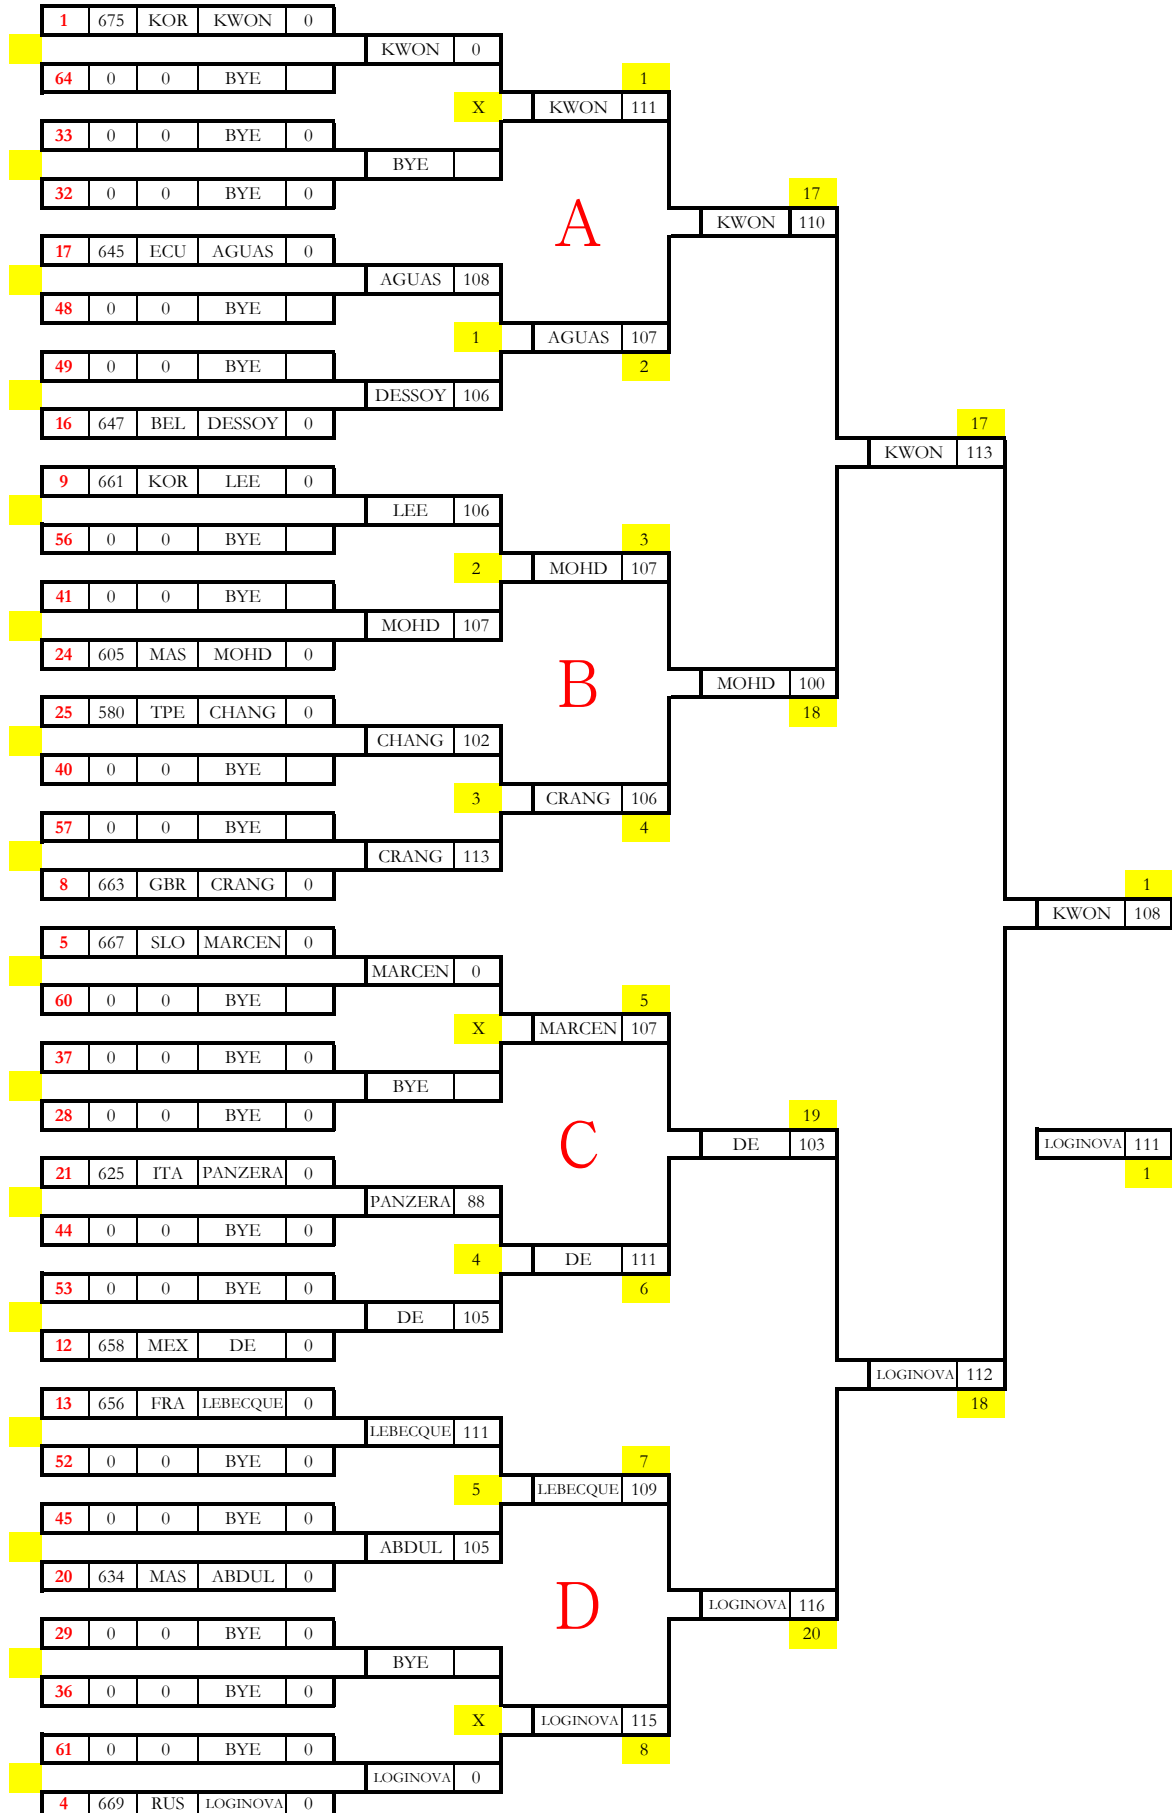 1 675 KOR KWON 0
KWON 0
64 0 0 BYE 1
X KWON 111
33 0 0 BYE 0
BYE
32 0 0 BYE 0 17
A KWON 110
17 645 ECU AGUAS 0
AGUAS 108
48 0 0 BYE
1 AGUAS 107
49 0 0 BYE 2
DESSOY 106
16 647 BEL DESSOY 0 17
KWON 113
9 661 KOR LEE 0
LEE 106
56 0 0 BYE 3
2 MOHD 107
41 0 0 BYE
MOHD 107
24 605 MAS MOHD 0
B MOHD 100
25 580 TPE CHANG 0 18
CHANG 102
40 0 0 BYE
3 CRANG 106
57 0 0 BYE 4
CRANG 113
8 663 GBR CRANG 0 1
KWON 108
5 667 SLO MARCEN 0
MARCEN 0
60 0 0 BYE 5
X MARCEN 107
37 0 0 BYE 0
BYE
28 0 0 BYE 0 19
C DE 103 LOGINOVA 111
21 625 ITA PANZERA 0 1
PANZERA 88
44 0 0 BYE 0
4 DE 111
53 0 0 BYE 0 6
DE 105
12 658 MEX DE 0
LOGINOVA 112
13 656 FRA LEBECQUE 0 18
LEBECQUE 111
52 0 0 BYE 0 7
5 LEBECQUE 109
45 0 0 BYE 0
ABDUL 105
20 634 MAS ABDUL 0
D LOGINOVA 116
29 0 0 BYE 0 20
BYE
36 0 0 BYE 0
X LOGINOVA 115
61 0 0 BYE 0 8
LOGINOVA 0
4 669 RUS LOGINOVA 0